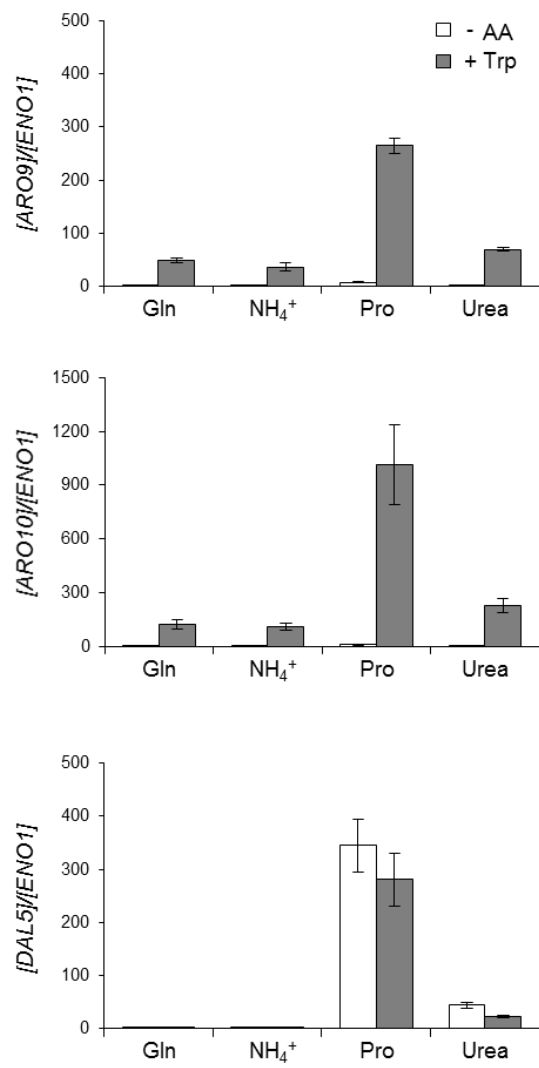 - AA
+ Trp
[ARO9]/[ENO1]
500
400
300
200
100
0
Gln NH₄⁺ Pro Urea
[ARO10]/[ENO1]
1500
1200
900
600
300
0
Gln NH₄⁺ Pro Urea
[DAL5]/[ENO1]
500
400
300
200
100
0
Gln NH₄⁺ Pro Urea